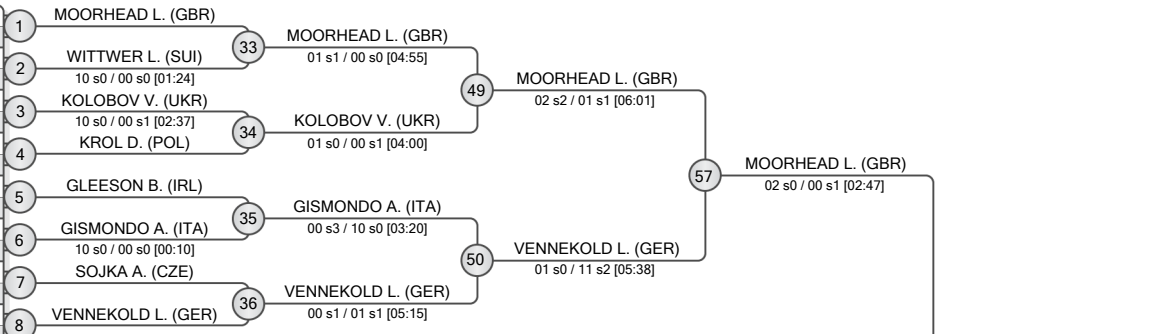 1
MOORHEAD L. (GBR)
33
MOORHEAD L. (GBR)
01 s1 / 00 s0 [04:55]
2
WITTWER L. (SUI)
10 s0 / 00 s0 [01:24]
49
MOORHEAD L. (GBR)
02 s2 / 01 s1 [06:01]
3
KOLOBOV V. (UKR)
10 s0 / 00 s1 [02:37]
34
KOLOBOV V. (UKR)
01 s0 / 00 s1 [04:00]
4
KROL D. (POL)
57
MOORHEAD L. (GBR)
02 s0 / 00 s1 [02:47]
5
GLEESON B. (IRL)
35
GISMONDO A. (ITA)
00 s3 / 10 s0 [03:20]
6
GISMONDO A. (ITA)
10 s0 / 00 s0 [00:10]
50
VENNEKOLD L. (GER)
01 s0 / 11 s2 [05:38]
7
SOJKA A. (CZE)
36
VENNEKOLD L. (GER)
00 s1 / 01 s1 [05:15]
8
VENNEKOLD L. (GER)